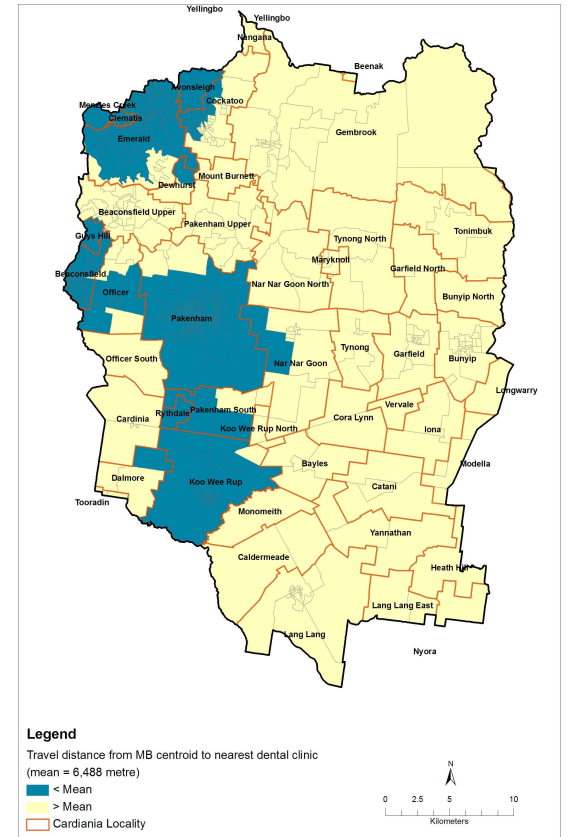 Yellingbo
Yellingbo
Nangana
Beenak
Avonsleigh
Menzies Creek
Cockatoo
Clematis
Gembrook
Emerald
Mount Burnett
Dewhurst
Beaconsfield Upper
Pakenham Upper
Tonimbuk
Guys Hill
Tynong North
Maryknoll
Garfield North
Beaconsfield
Nar Nar Goon North
Officer
Bunyip North
Pakenham
Tynong
Garfield
Bunyip
Officer South
Nar Nar Goon
Longwarry
Vervale
Rythdale
Pakenham South
Cardinia
Cora Lynn
Koo Wee Rup North
Iona
Bayles
Modella
Dalmore
Koo Wee Rup
Catani
Tooradin
Monomeith
Yannathan
Caldermeade
Heath Hill
Lang Lang East
Lang Lang
Nyora
Legend
Travel distance from MB centroid to nearest dental clinic
(mean = 6,488 metre)
< Mean
> Mean
Cardiania Locality
N
0 2.5 5 10
Kilometers